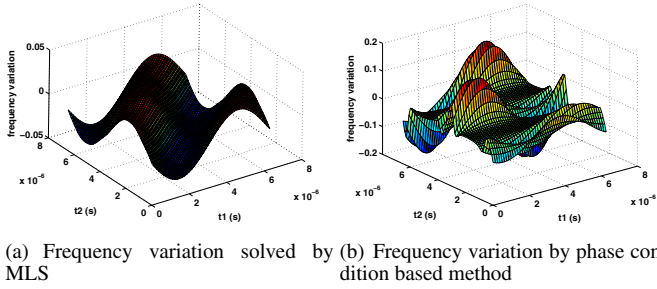 0.05
0
−0.05
frequency variation
8
6
4
2
0
x 10⁻⁶
t2 (s)
0
2
4
6
8
x 10⁻⁶
t1 (s)
0.2
0.1
0
−0.1
−0.2
frequency variation
6
4
2
0
x 10⁻⁶
t2 (s)
0
2
4
6
8
x 10⁻⁶
t1 (s)
(a) Frequency variation solved by
MLS
(b) Frequency variation by phase con
dition based method